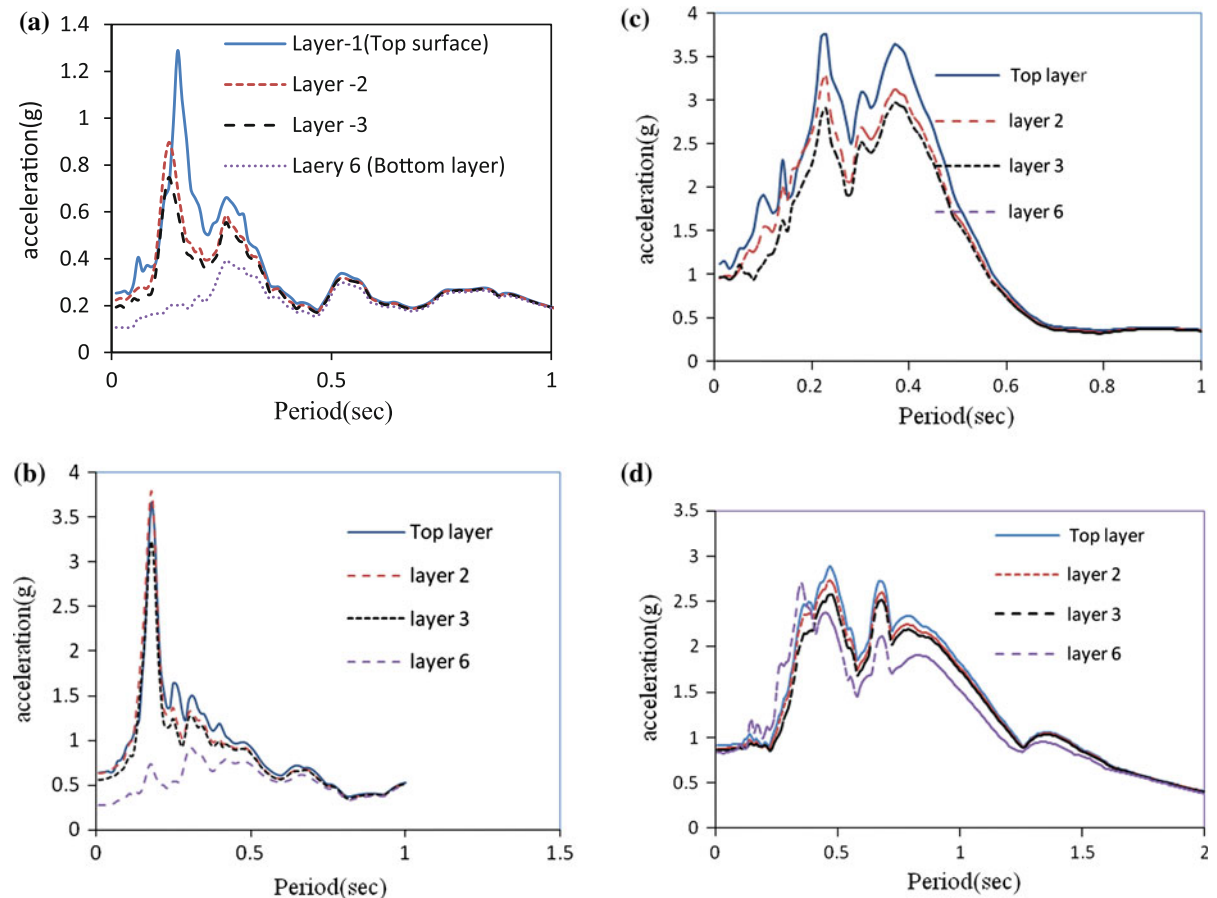 (a)
1.4
1.2
1
0.8
0.6
0.4
0.2
0
acceleration(g)
Layer-1(Top surface)
Layer -2
Layer -3
Laery 6 (Bottom layer)
0
0.5
1
Period(sec)
(b)
4
3.5
3
2.5
2
1.5
1
0.5
0
acceleration(g)
Top layer
layer 2
layer 3
layer 6
0
0.5
1
1.5
Period(sec)
(c)
4
3.5
3
2.5
2
1.5
1
0.5
0
acceleration(g)
Top layer
layer 2
layer 3
layer 6
0
0.2
0.4
0.6
0.8
1
Period(sec)
(d)
3.5
3
2.5
2
1.5
1
0.5
0
acceleration(g)
Top layer
layer 2
layer 3
layer 6
0
0.5
1
1.5
2
Period(sec)